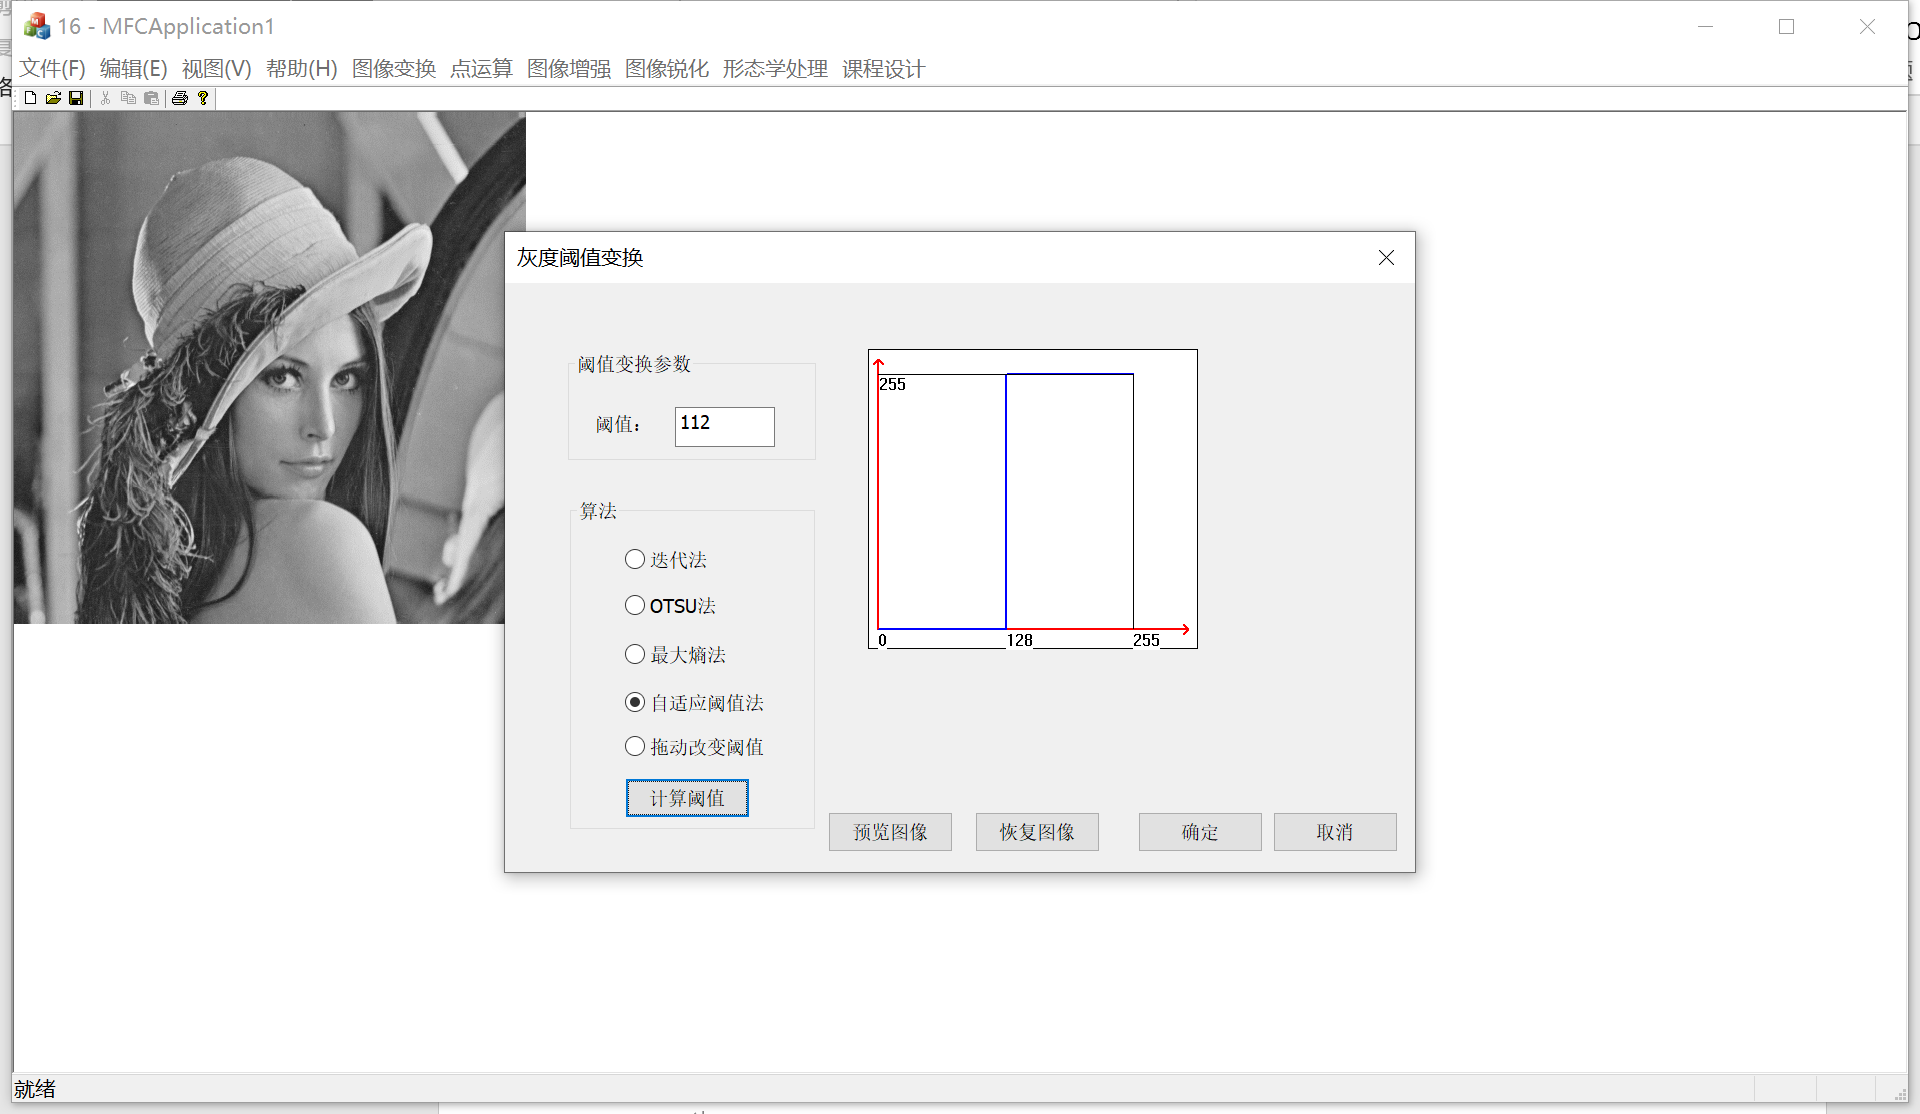 16 - MFCApplication1
文件(F) 编辑(E) 视图(V) 帮助(H) 图像变换 点运算 图像增强 图像锐化 形态学处理 课程设计
灰度阈值变换
阈值变换参数
阈值：
112
算法
迭代法
OTSU法
最大熵法
自适应阈值法
拖动改变阈值
计算阈值
255
0
128
255
预览图像
恢复图像
确定
取消
就绪